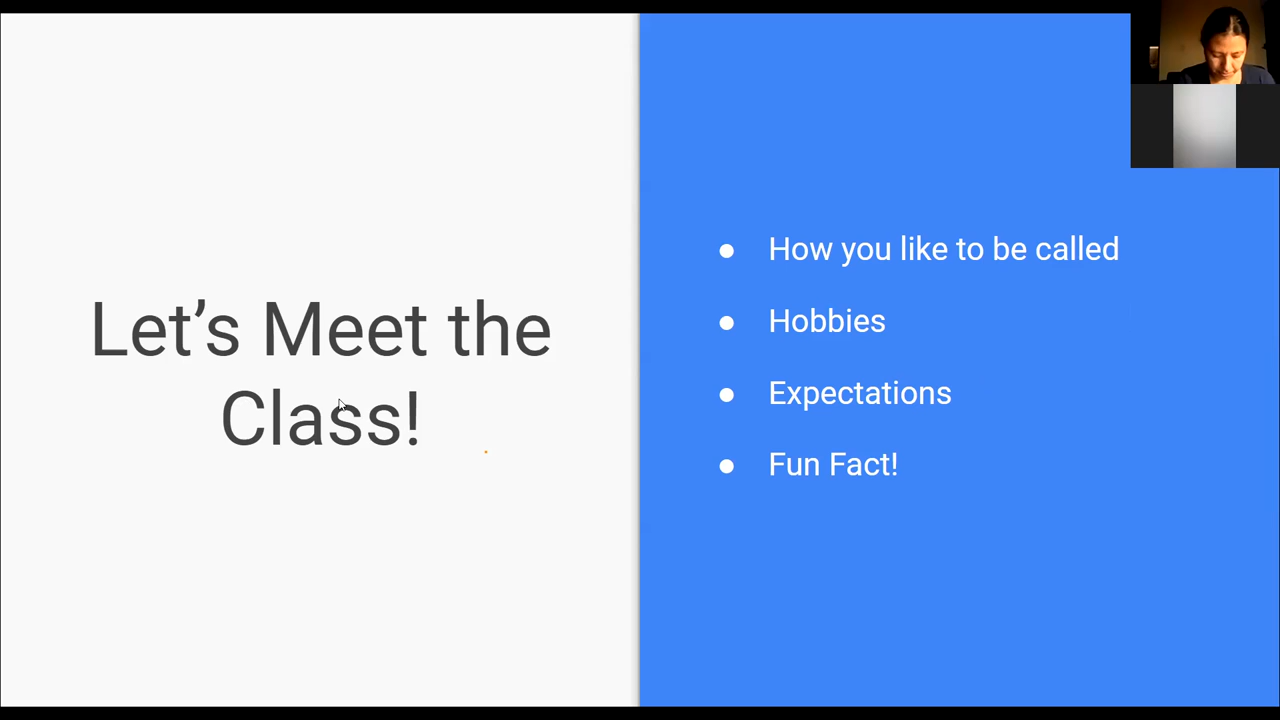 Let’s Meet the
Class!
How you like to be called
Hobbies
Expectations
Fun Fact!